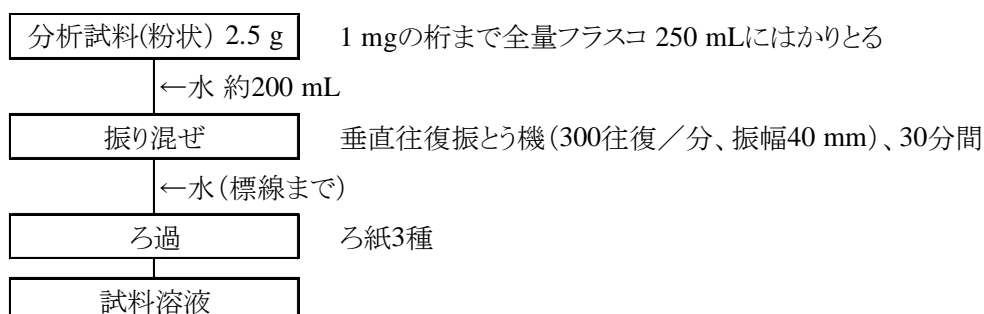 分析試料(粉状) 2.5 g 1 mgの桁まで全量フラスコ 250 mLにはかりとる
←水 約200 mL
振り混ぜ 垂直往復振とう機(300往復/分、振幅40 mm)、30分間
←水(標線まで)
ろ過 ろ紙3種
試料溶液